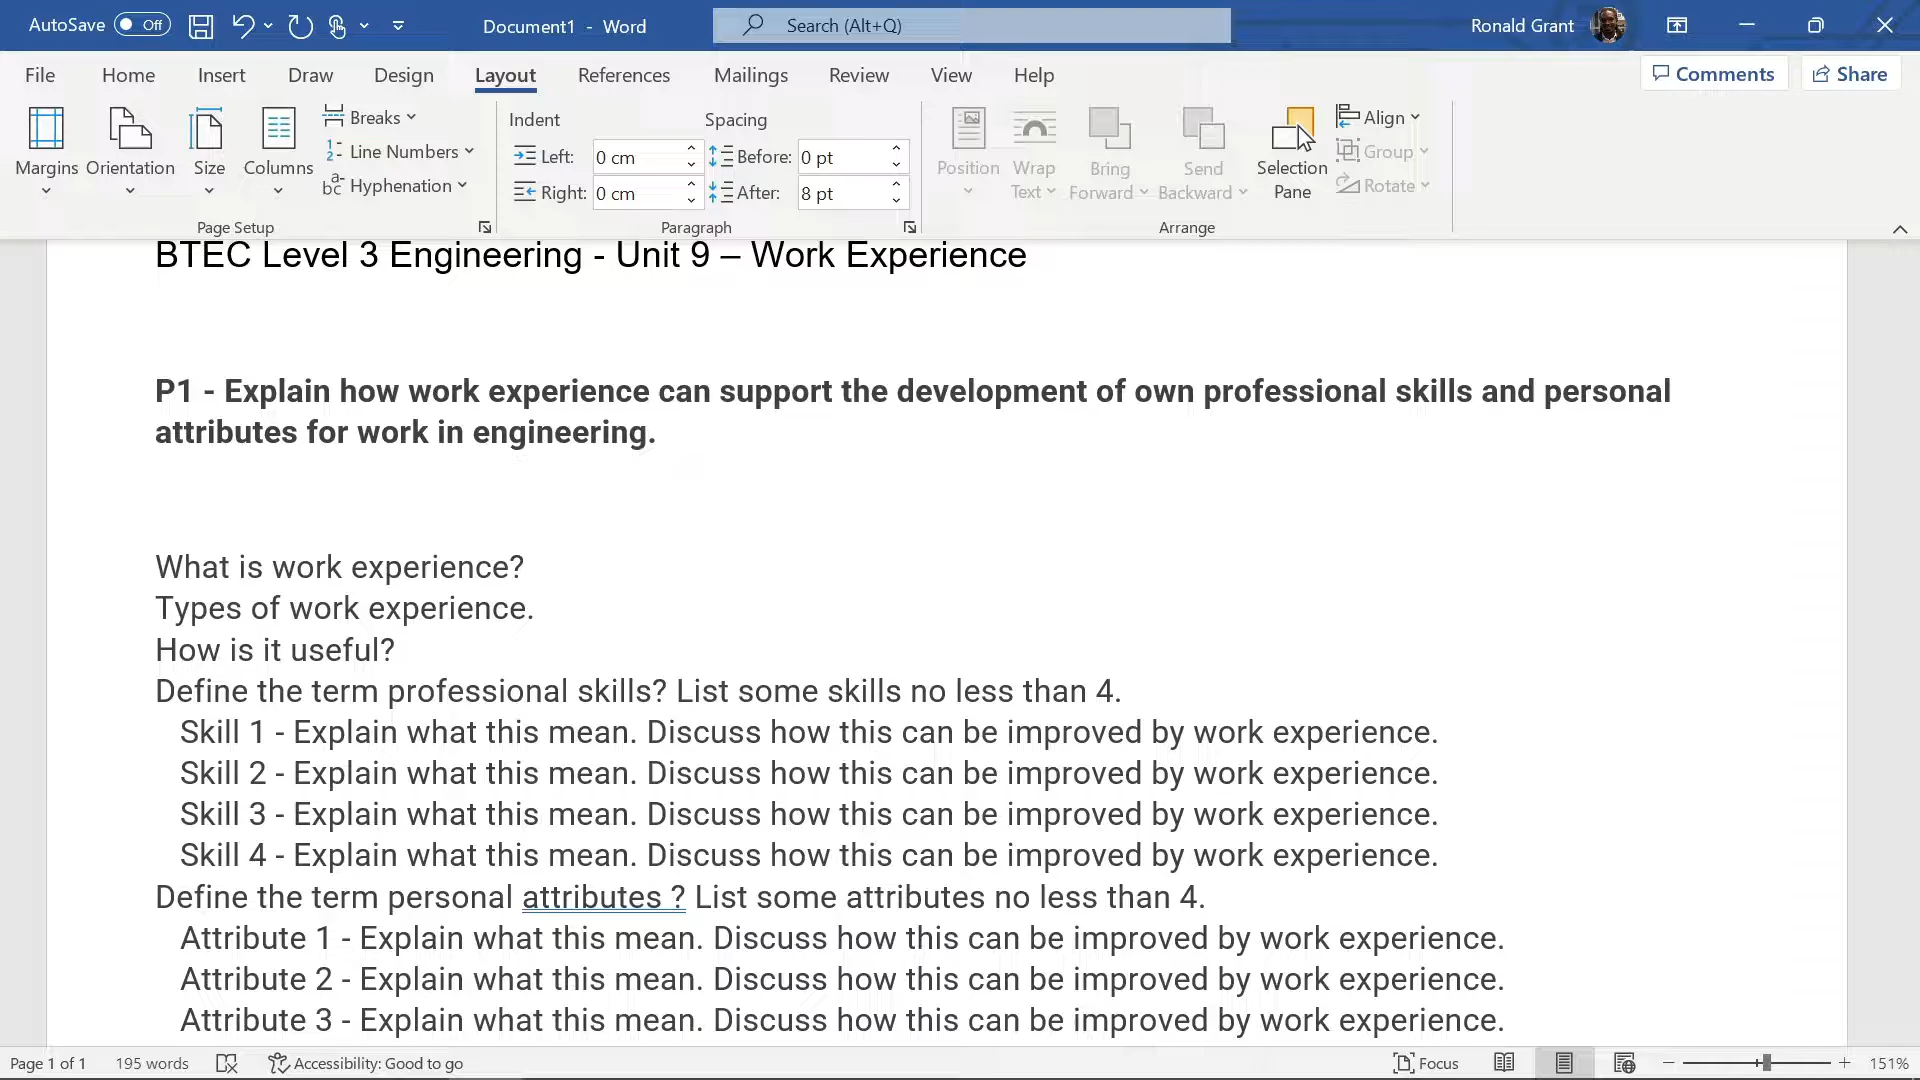 AutoSave Off Document1 - Word Search (Alt+Q) Ronald Grant
File Home Insert Draw Design Layout References Mailings Review View Help Comments Share
Margins Orientation Size Columns
Breaks
Line Numbers
Hyphenation
Page Setup
Indent Spacing
Left: 0 cm Before: 0 pt
Right: 0 cm After: 8 pt
Paragraph
Position Wrap Text Bring Forward Send Backward Selection Pane
Align
Group
Rotate
Arrange
BTEC Level 3 Engineering - Unit 9 – Work Experience
P1 - Explain how work experience can support the development of own professional skills and personal
attributes for work in engineering.
What is work experience?
Types of work experience.
How is it useful?
Define the term professional skills? List some skills no less than 4.
Skill 1 - Explain what this mean. Discuss how this can be improved by work experience.
Skill 2 - Explain what this mean. Discuss how this can be improved by work experience.
Skill 3 - Explain what this mean. Discuss how this can be improved by work experience.
Skill 4 - Explain what this mean. Discuss how this can be improved by work experience.
Define the term personal attributes ? List some attributes no less than 4.
Attribute 1 - Explain what this mean. Discuss how this can be improved by work experience.
Attribute 2 - Explain what this mean. Discuss how this can be improved by work experience.
Attribute 3 - Explain what this mean. Discuss how this can be improved by work experience.
Page 1 of 1 195 words Accessibility: Good to go Focus 151%